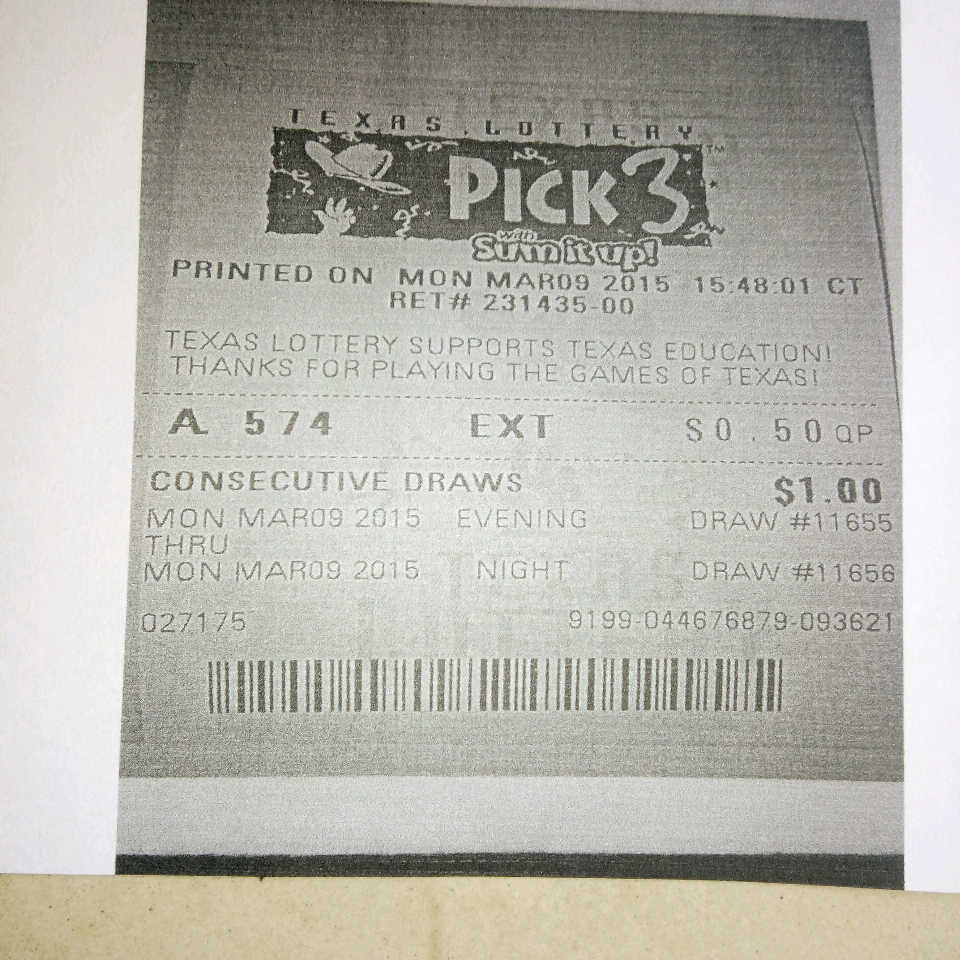 TEXAS LOTTERY
PICK 3 TM
with
Sum it up!
PRINTED ON MON MAR09 2015 15:48:01 CT
RET# 231435-00
TEXAS LOTTERY SUPPORTS TEXAS EDUCATION!
THANKS FOR PLAYING THE GAMES OF TEXAS!
A 574 EXT $0.50 QP
CONSECUTIVE DRAWS $1.00
MON MAR09 2015 EVENING DRAW #11655
THRU
MON MAR09 2015 NIGHT DRAW #11656
027175 9199-044676879-093621